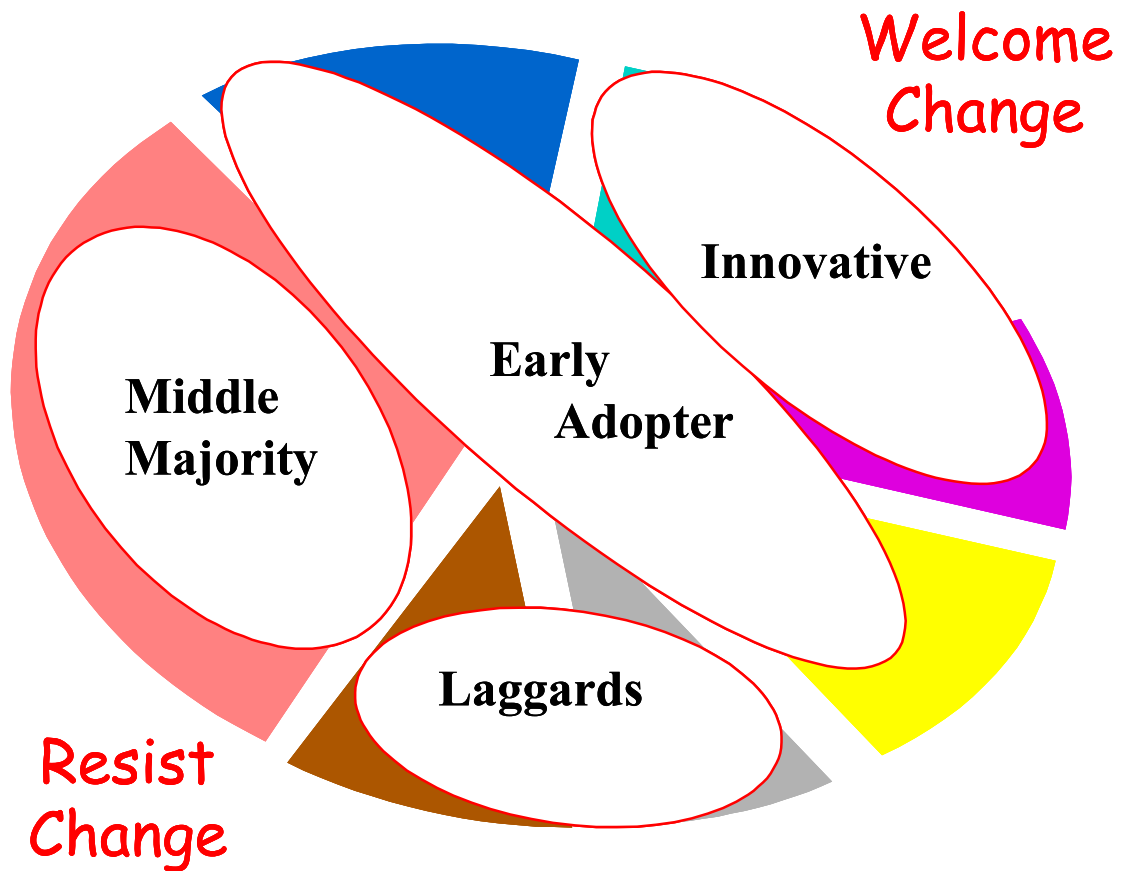 Welcome
Change
Innovative
Early
Adopter
Middle
Majority
Laggards
Resist
Change